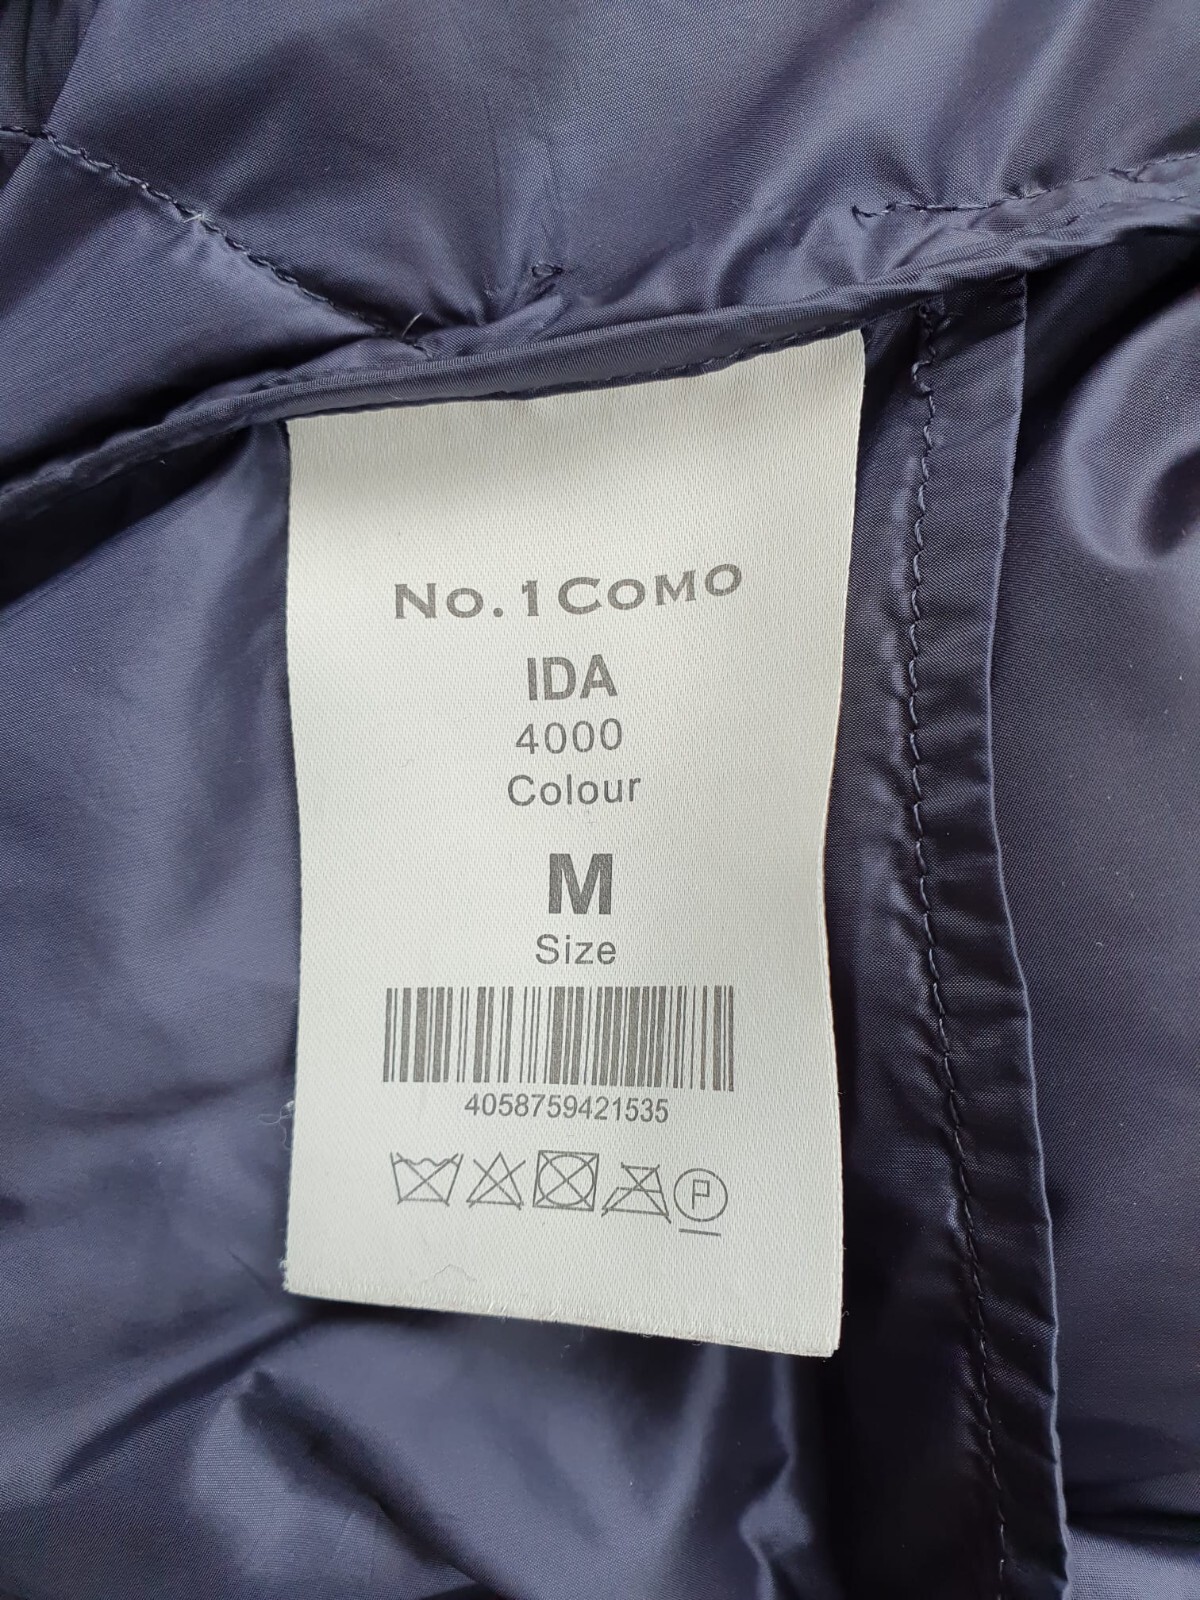 No. 1 Como
IDA
4000
Colour
M
Size
4058759421535
P